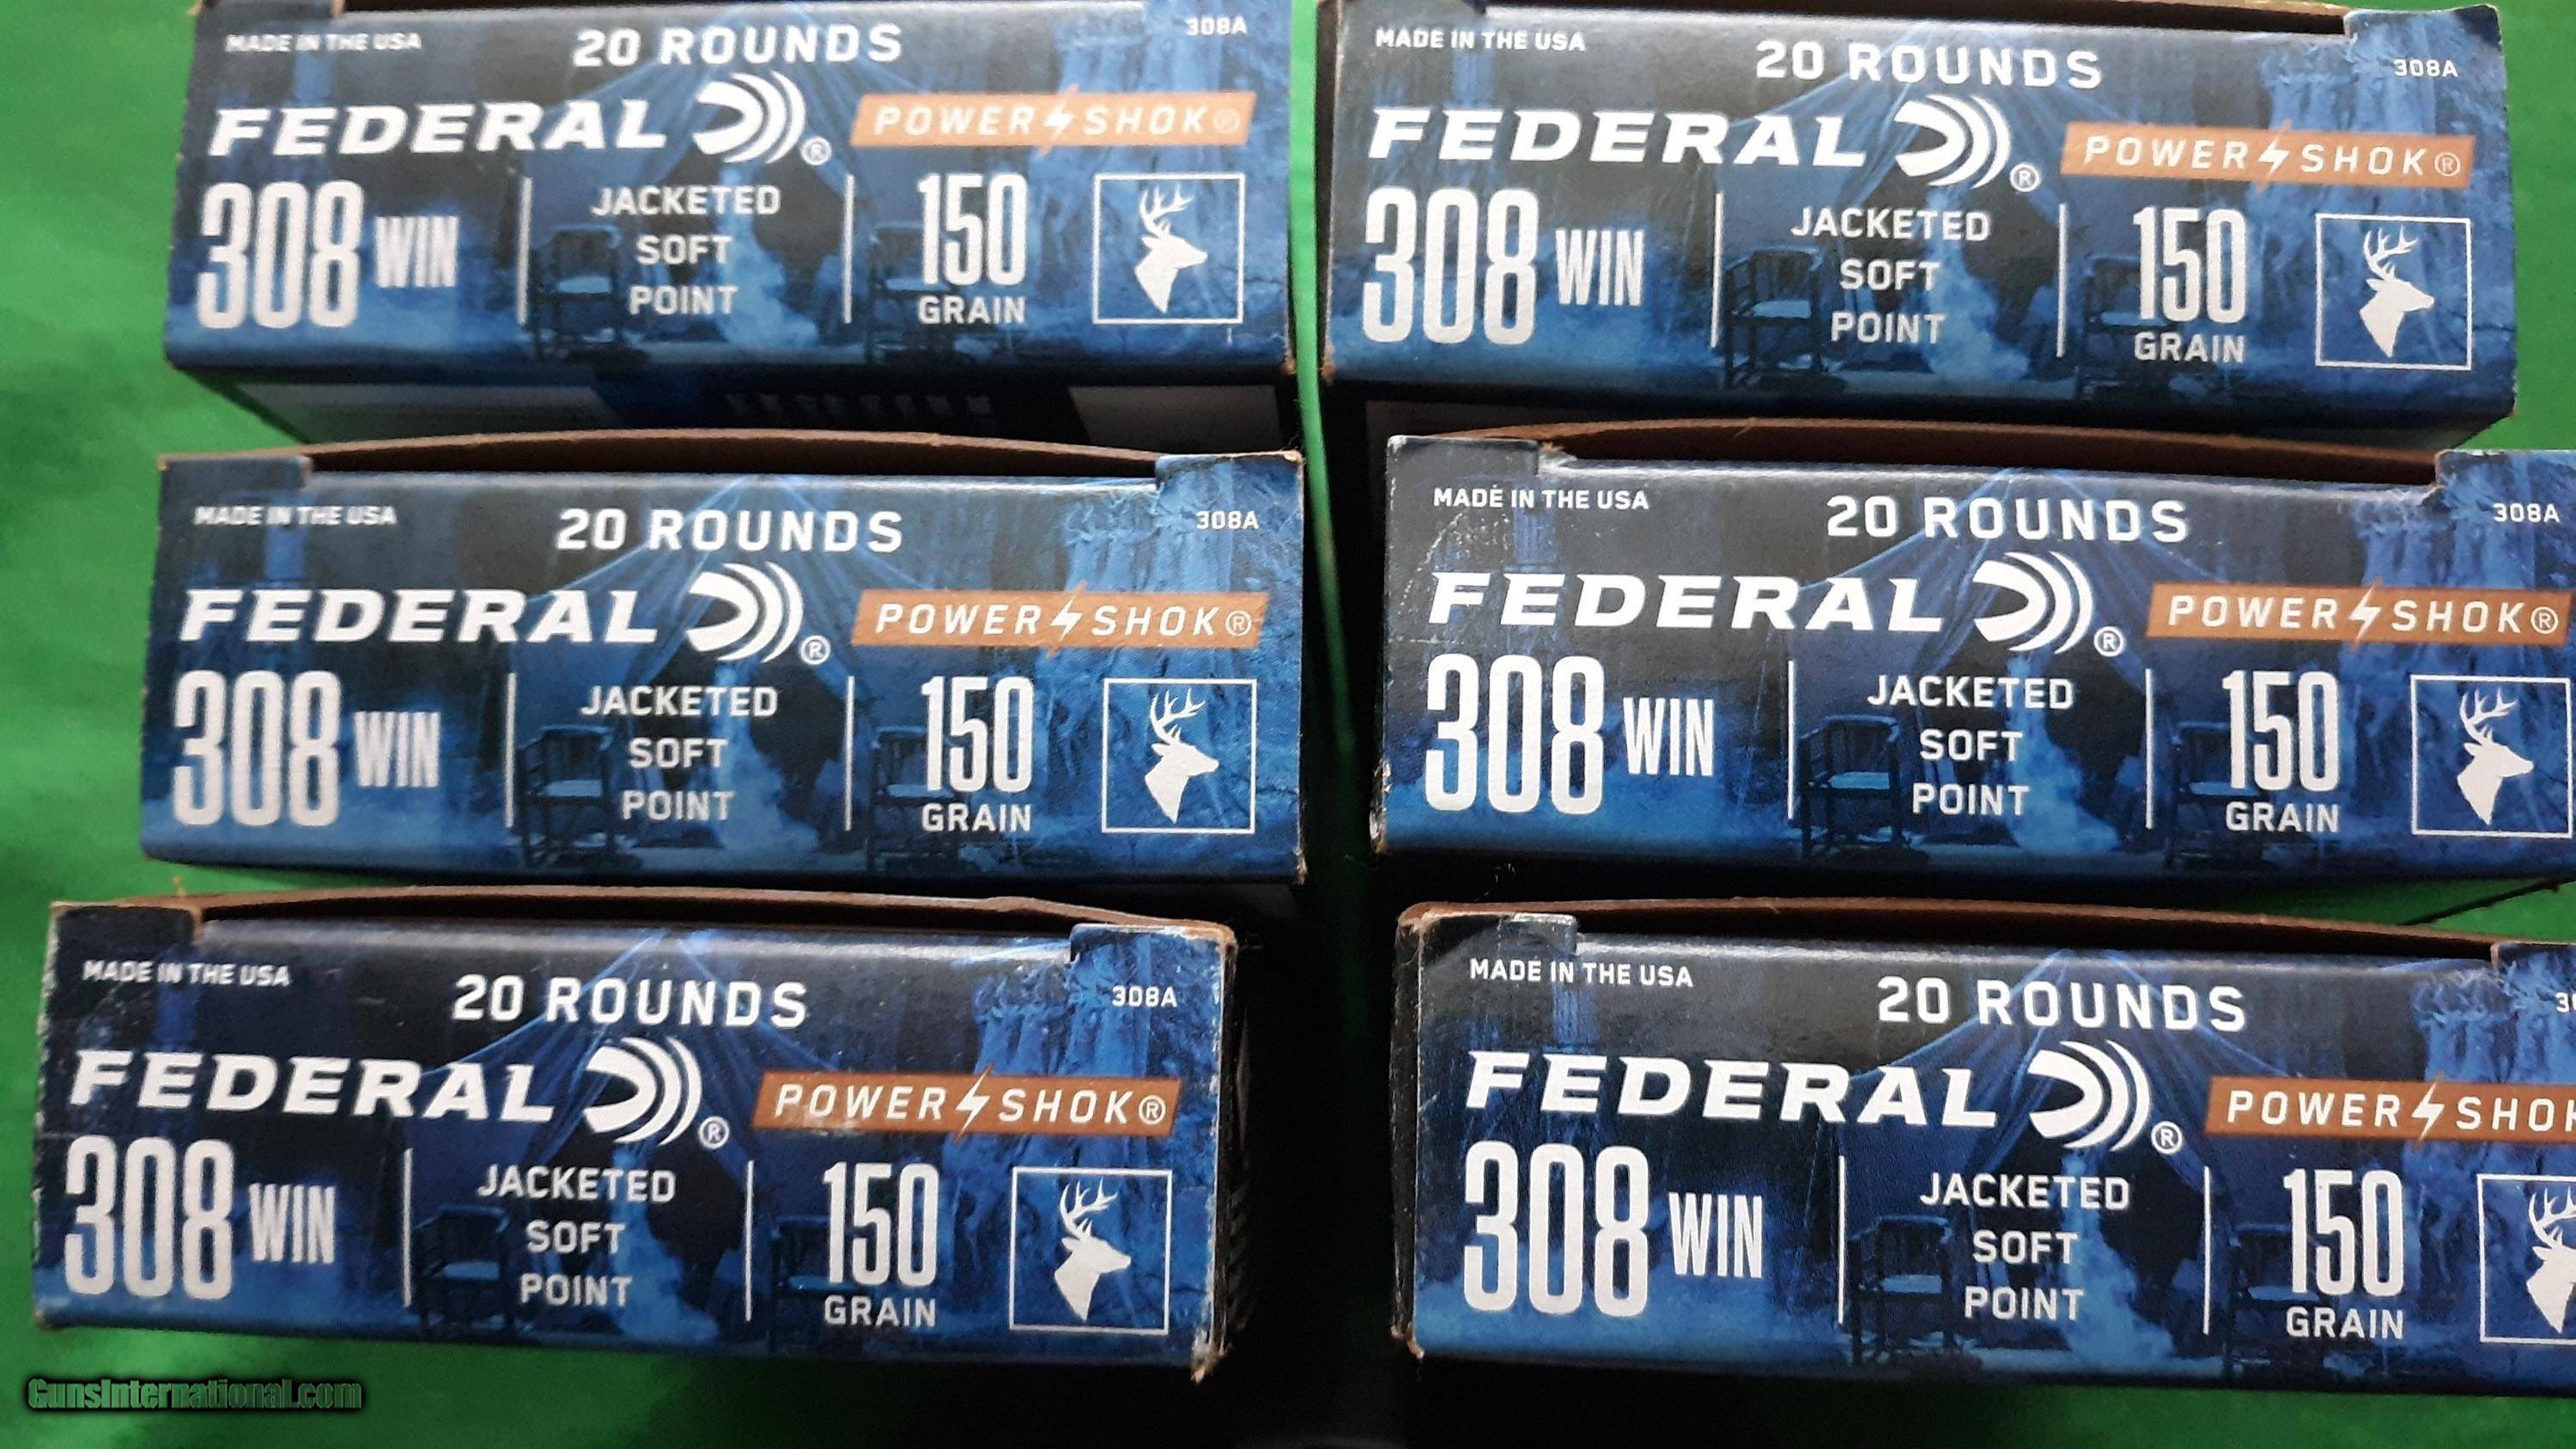 MADE IN THE USA
20 ROUNDS
308A
FEDERAL ®
POWER SHOK®
308 WIN
JACKETED
SOFT
POINT
150
GRAIN
MADE IN THE USA
20 ROUNDS
308A
FEDERAL ®
POWER SHOK®
308 WIN
JACKETED
SOFT
POINT
150
GRAIN
MADE IN THE USA
20 ROUNDS
308A
FEDERAL ®
POWER SHOK®
308 WIN
JACKETED
SOFT
POINT
150
GRAIN
MADE IN THE USA
20 ROUNDS
308A
FEDERAL ®
POWER SHOK®
308 WIN
JACKETED
SOFT
POINT
150
GRAIN
MADE IN THE USA
20 ROUNDS
308A
FEDERAL ®
POWER SHOK®
308 WIN
JACKETED
SOFT
POINT
150
GRAIN
MADE IN THE USA
20 ROUNDS
FEDERAL ®
POWER
308 WIN
JACKETED
SOFT
POINT
150
GRAIN
GunsInternational.com